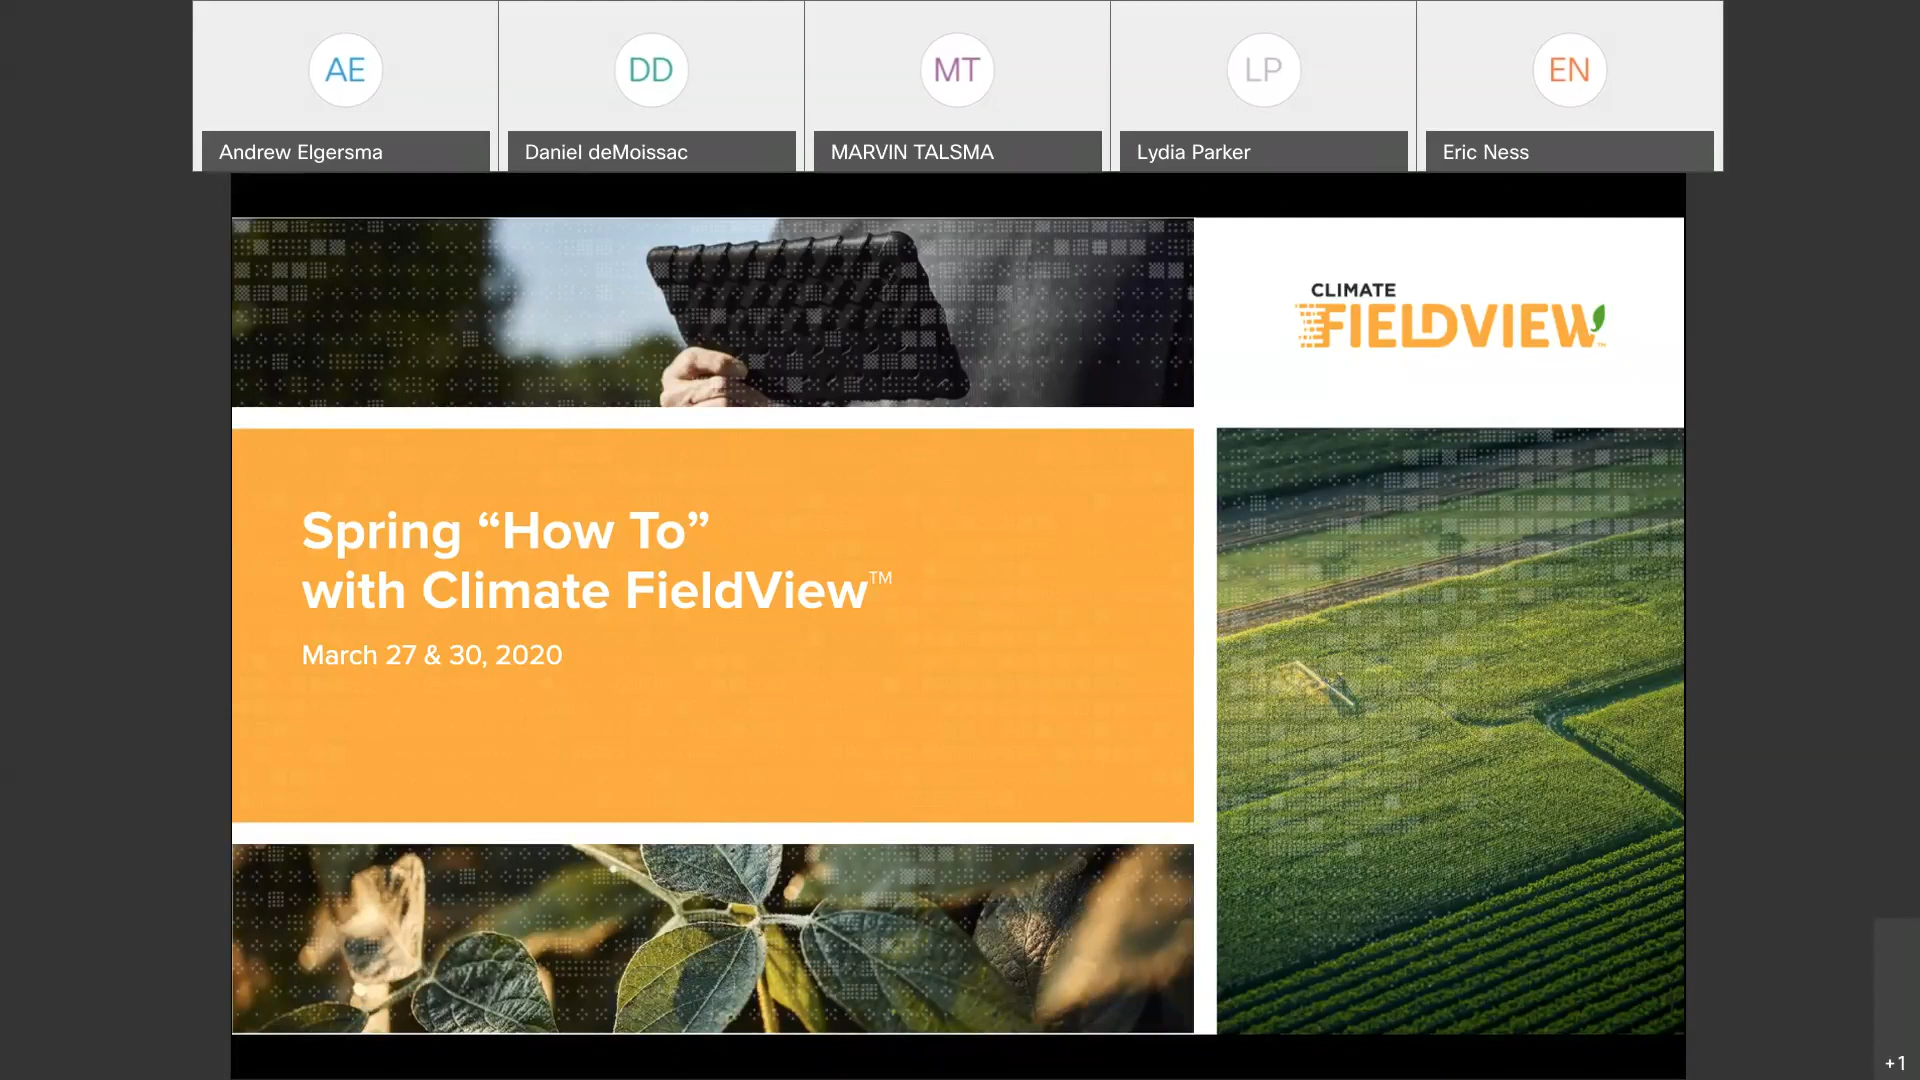 AE
DD
MT
LP
EN
Andrew Elgersma
Daniel deMoissac
MARVIN TALSMA
Lydia Parker
Eric Ness
CLIMATE
FIELDVIEW™
Spring “How To”
with Climate FieldView™
March 27 & 30, 2020
+1